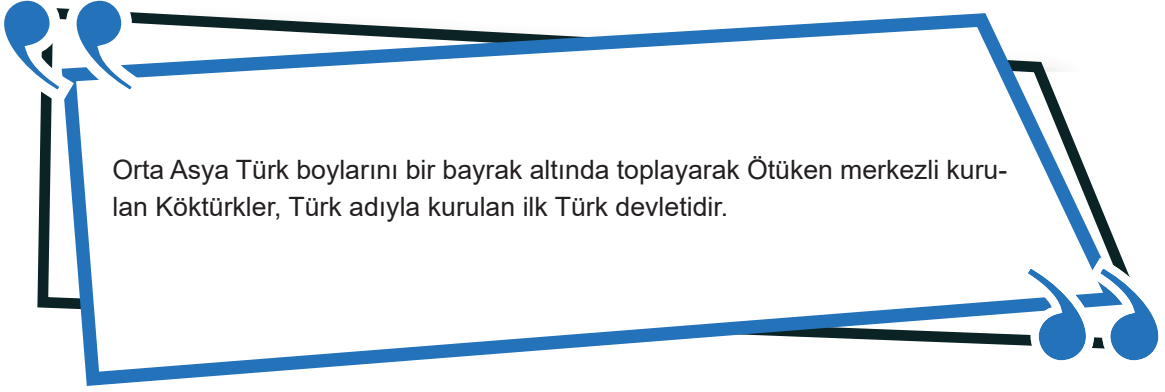 Orta Asya Türk boylarını bir bayrak altında toplayarak Ötüken merkezli kuru-
lan Köktürkler, Türk adıyla kurulan ilk Türk devletidir.